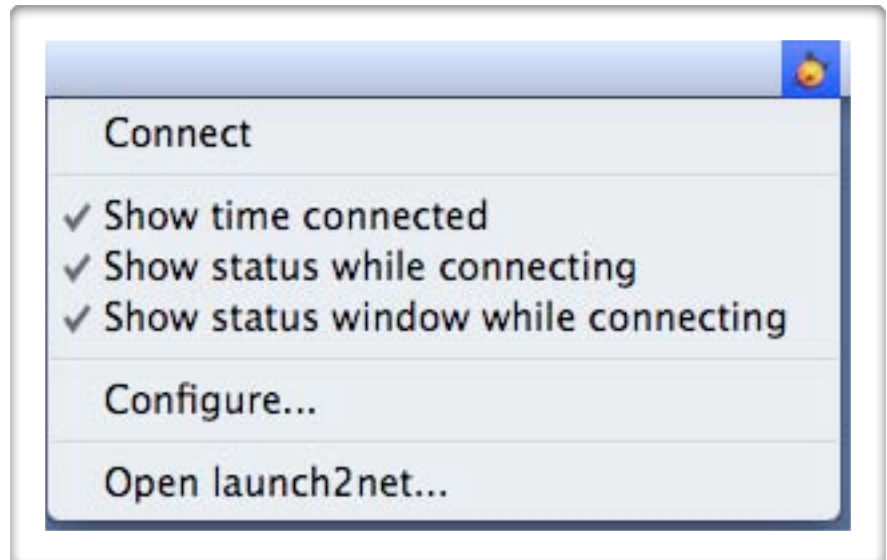 Connect
Show time connected
Show status while connecting
Show status window while connecting
Configure...
Open launch2net...